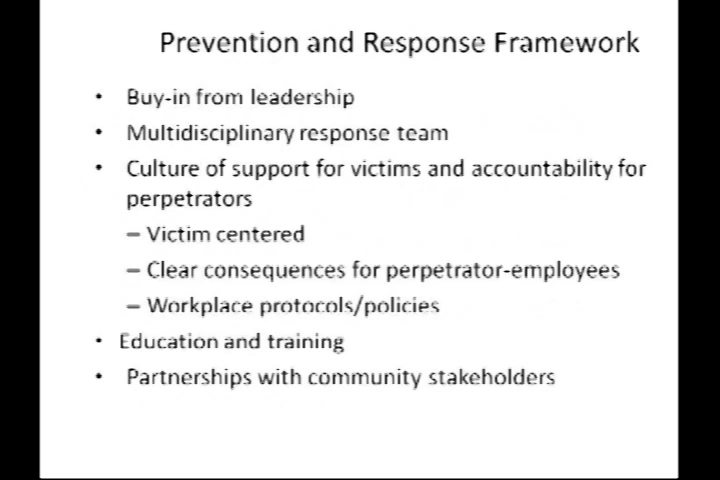 Prevention and Response Framework
• Buy-in from leadership
• Multidisciplinary response team
• Culture of support for victims and accountability for
perpetrators
– Victim centered
– Clear consequences for perpetrator-employees
– Workplace protocols/policies
• Education and training
• Partnerships with community stakeholders